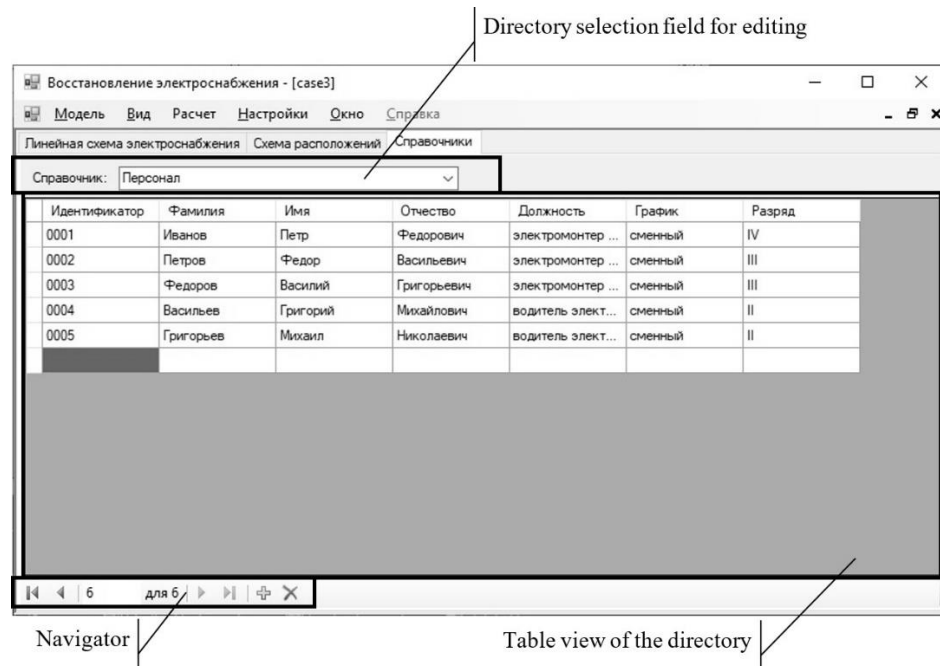 Directory selection field for editing
Восстановление электроснабжения - [case3]
Модель Вид Расчет Настройки Окно Справка
Линейная схема электроснабжения Схема расположений Справочники
Справочник: Персонал
Идентификатор Фамилия Имя Отчество Должность График Разряд
0001 Иванов Петр Федорович электромонтер ... сменный IV
0002 Петров Федор Васильевич электромонтер ... сменный III
0003 Федоров Василий Григорьевич электромонтер ... сменный III
0004 Васильев Григорий Михайлович водитель элект... сменный II
0005 Григорьев Михаил Николаевич водитель элект... сменный II
6 для 6
Navigator Table view of the directory